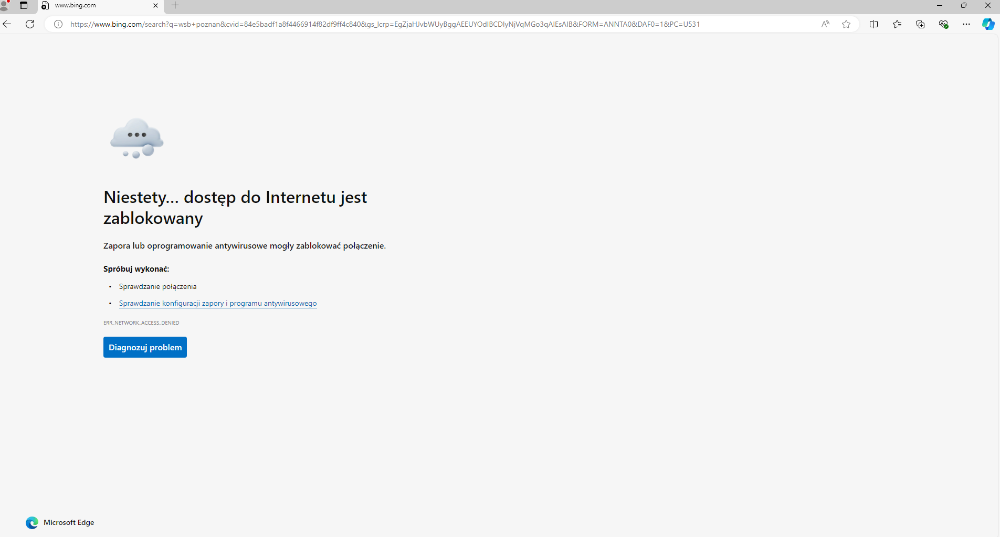 www.bing.com
https://www.bing.com/search?q=wsb+poznan&cvid=84e5badf1a8f4466914f82df9ff4c840&gs_lcrp=EgZjaHJvbWUyBggAEEUYOdIBCDIyNjVqMGo3qAIEsAIB&FORM=ANNTA0&DAF0=1&PC=U531
Niestety... dostęp do Internetu jest
zablokowany
Zapora lub oprogramowanie antywirusowe mogły zablokować połączenie.
Spróbuj wykonać:
• Sprawdzanie połączenia
• Sprawdzanie konfiguracji zapory i programu antywirusowego
ERR_NETWORK_ACCESS_DENIED
Diagnozuj problem
Microsoft Edge